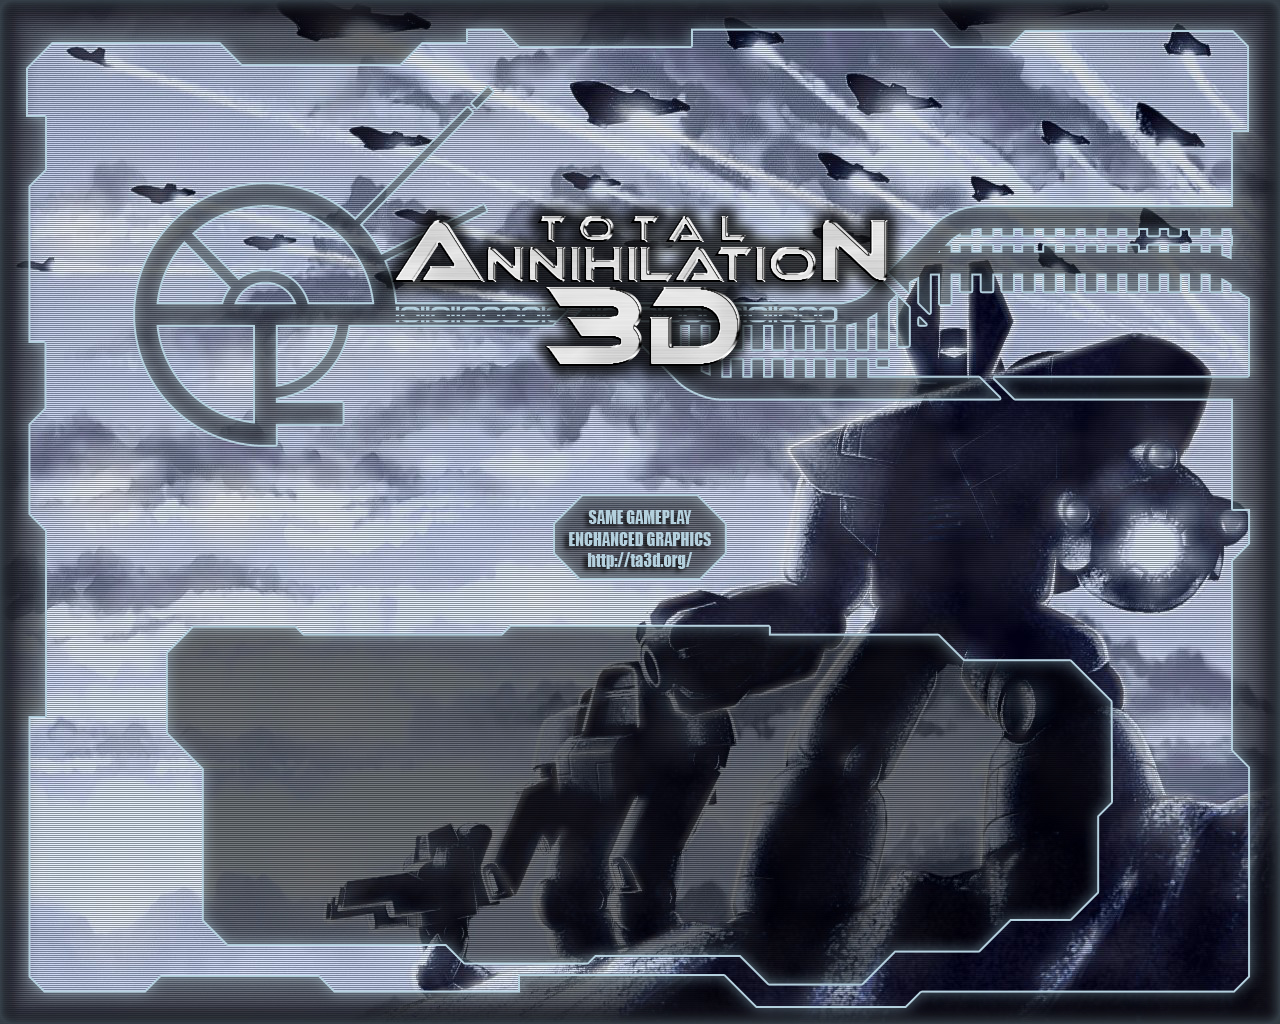 TOTAL
ANNIHILATION
3D
SAME GAMEPLAY
ENCHANCED GRAPHICS
http://ta3d.org/